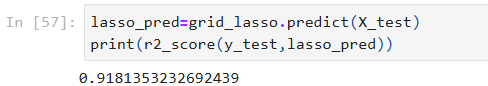 In [57]: lasso_pred=grid_lasso.predict(X_test)
print(r2_score(y_test,lasso_pred))
0.9181353232692439